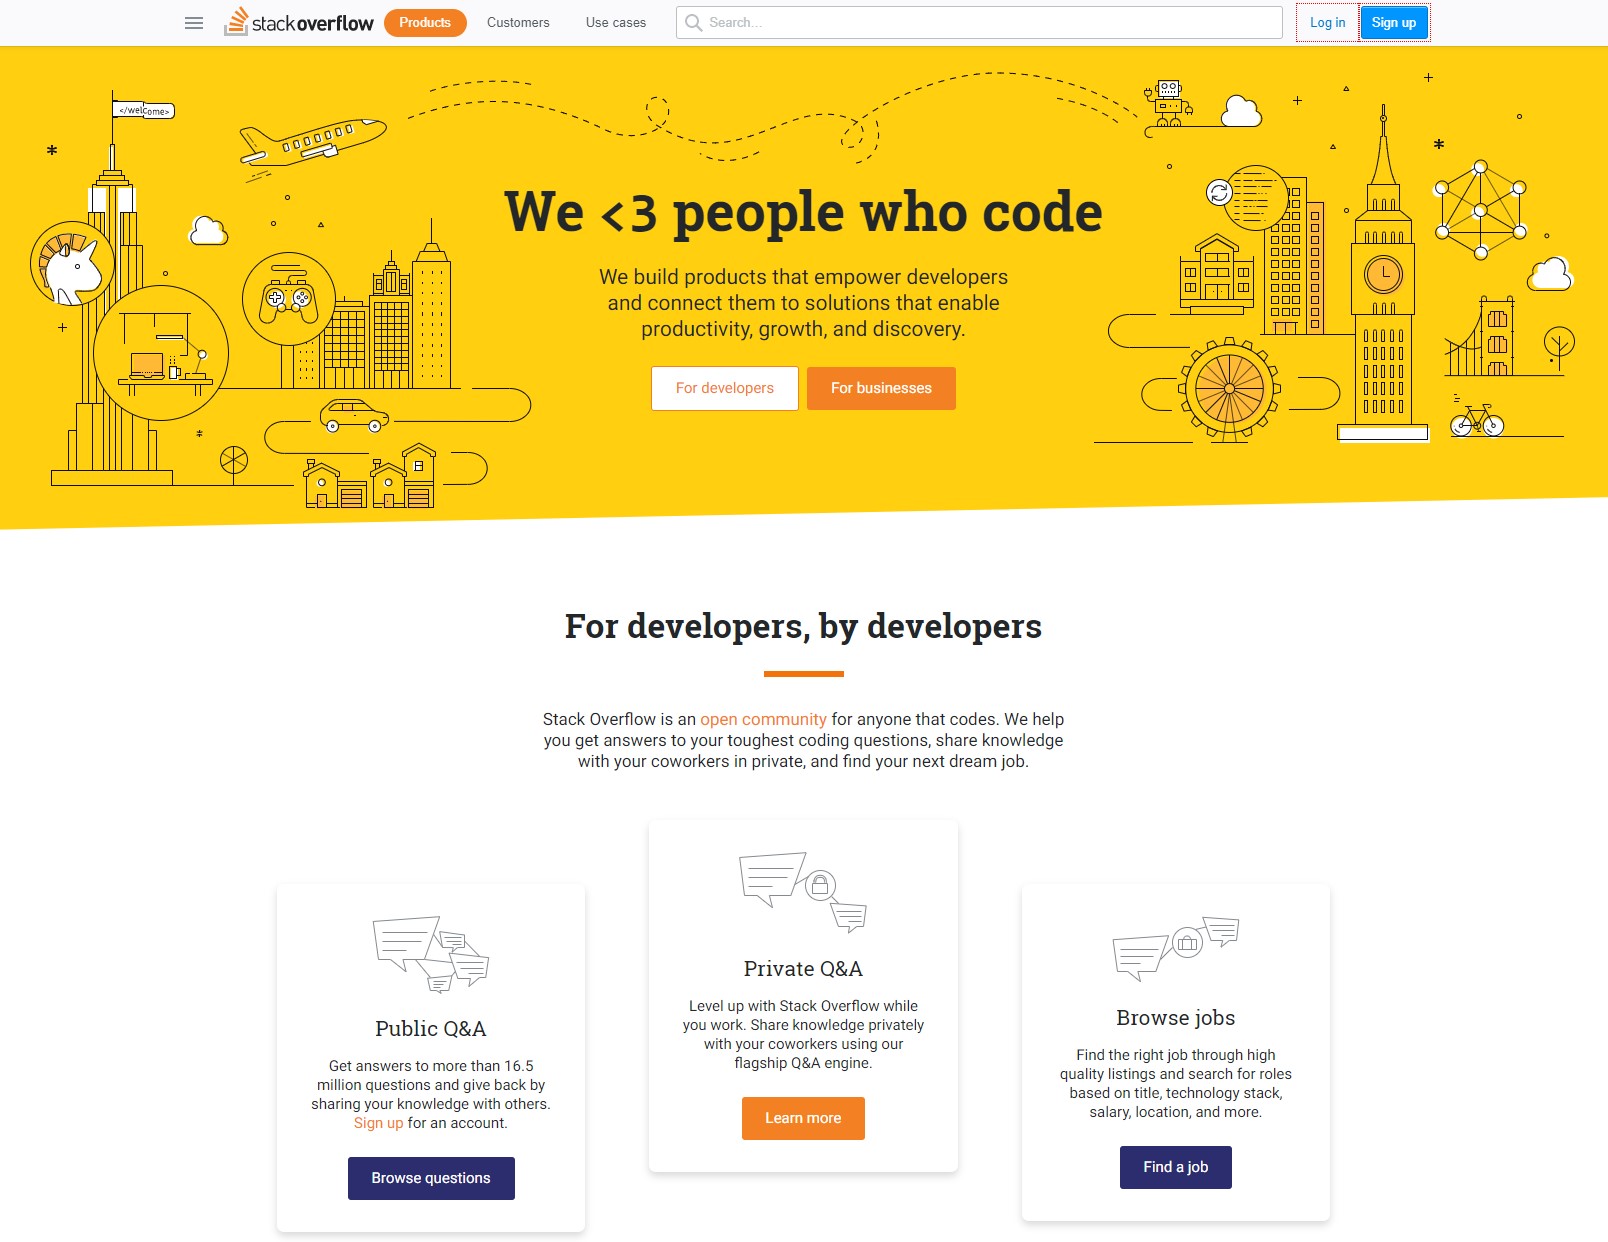 stackoverflow Products Customers Use cases Search... Log in Sign up
</welcome>
We <3 people who code
We build products that empower developers
and connect them to solutions that enable
productivity, growth, and discovery.
For developers For businesses
For developers, by developers
Stack Overflow is an open community for anyone that codes. We help
you get answers to your toughest coding questions, share knowledge
with your coworkers in private, and find your next dream job.
Public Q&A
Get answers to more than 16.5
million questions and give back by
sharing your knowledge with others.
Sign up for an account.
Browse questions
Private Q&A
Level up with Stack Overflow while
you work. Share knowledge privately
with your coworkers using our
flagship Q&A engine.
Learn more
Browse jobs
Find the right job through high
quality listings and search for roles
based on title, technology stack,
salary, location, and more.
Find a job